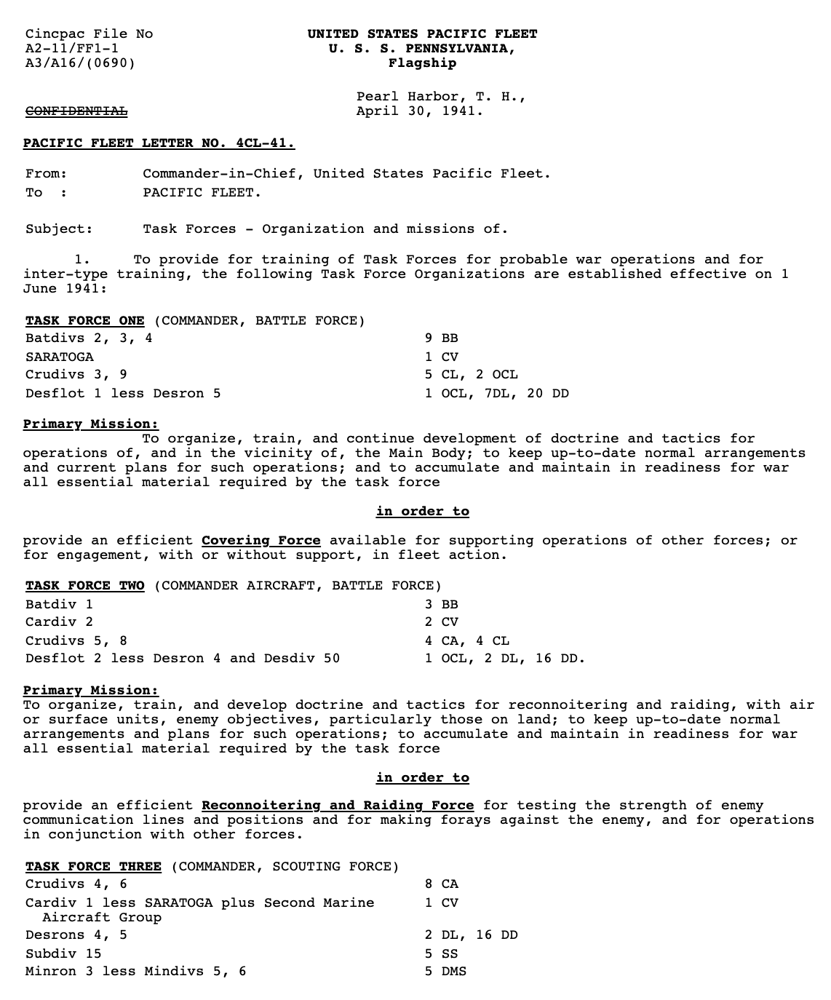 Cincpac File No
A2-11/FF1-1
A3/A16/(0690)
UNITED STATES PACIFIC FLEET
U. S. S. PENNSYLVANIA,
Flagship
CONFIDENTIAL
Pearl Harbor, T. H.,
April 30, 1941.
PACIFIC FLEET LETTER NO. 4CL-41.
From: Commander-in-Chief, United States Pacific Fleet.
To : PACIFIC FLEET.
Subject: Task Forces - Organization and missions of.
1. To provide for training of Task Forces for probable war operations and for
inter-type training, the following Task Force Organizations are established effective on 1
June 1941:
TASK FORCE ONE (COMMANDER, BATTLE FORCE)
Batdivs 2, 3, 4 9 BB
SARATOGA 1 CV
Crudivs 3, 9 5 CL, 2 OCL
Desflot 1 less Desron 5 1 OCL, 7DL, 20 DD
Primary Mission:
To organize, train, and continue development of doctrine and tactics for
operations of, and in the vicinity of, the Main Body; to keep up-to-date normal arrangements
and current plans for such operations; and to accumulate and maintain in readiness for war
all essential material required by the task force
in order to
provide an efficient Covering Force available for supporting operations of other forces; or
for engagement, with or without support, in fleet action.
TASK FORCE TWO (COMMANDER AIRCRAFT, BATTLE FORCE)
Batdiv 1 3 BB
Cardiv 2 2 CV
Crudivs 5, 8 4 CA, 4 CL
Desflot 2 less Desron 4 and Desdiv 50 1 OCL, 2 DL, 16 DD.
Primary Mission:
To organize, train, and develop doctrine and tactics for reconnoitering and raiding, with air
or surface units, enemy objectives, particularly those on land; to keep up-to-date normal
arrangements and plans for such operations; to accumulate and maintain in readiness for war
all essential material required by the task force
in order to
provide an efficient Reconnoitering and Raiding Force for testing the strength of enemy
communication lines and positions and for making forays against the enemy, and for operations
in conjunction with other forces.
TASK FORCE THREE (COMMANDER, SCOUTING FORCE)
Crudivs 4, 6 8 CA
Cardiv 1 less SARATOGA plus Second Marine 1 CV
Aircraft Group
Desrons 4, 5 2 DL, 16 DD
Subdiv 15 5 SS
Minron 3 less Mindivs 5, 6 5 DMS